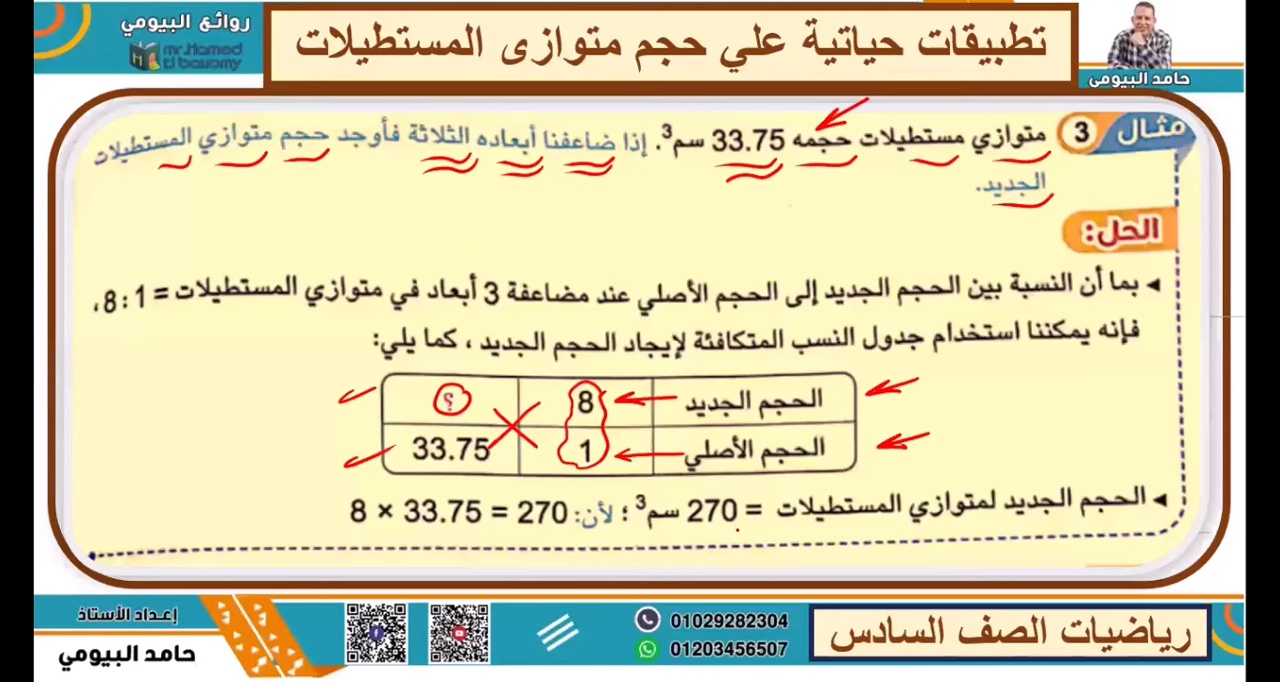 روائع البيومي
mr.Hamed
El bauomy
تطبيقات حياتية علي حجم متوازى المستطيلات
حامد البيومى
مثال 3 متوازي مستطيلات حجمه 33.75 سم³. إذا ضاعفنا أبعاده الثلاثة فأوجد حجم متوازي المستطيلات
الجديد.
الحل:
◄ بما أن النسبة بين الحجم الجديد إلى الحجم الأصلي عند مضاعفة 3 أبعاد في متوازي المستطيلات = 1 : 8،
فإنه يمكننا استخدام جدول النسب المتكافئة لإيجاد الحجم الجديد، كما يلي:
الحجم الجديد 8 ؟
الحجم الأصلي 1 33.75
◄ الحجم الجديد لمتوازي المستطيلات = 270 سم³ ؛ لأن: 8 × 33.75 = 270
رياضيات الصف السادس
01029282304
01203456507
إعداد الأستاذ
حامد البيومي